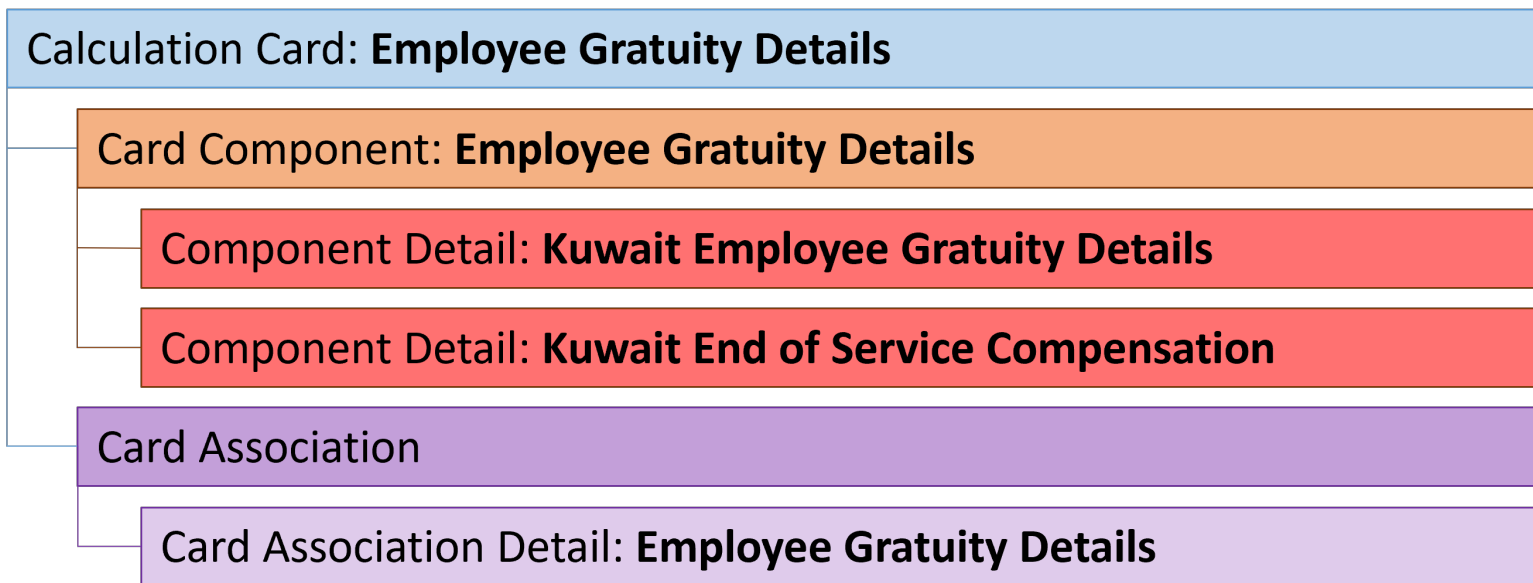 Calculation Card: Employee Gratuity Details
Card Component: Employee Gratuity Details
Component Detail: Kuwait Employee Gratuity Details
Component Detail: Kuwait End of Service Compensation
Card Association
Card Association Detail: Employee Gratuity Details